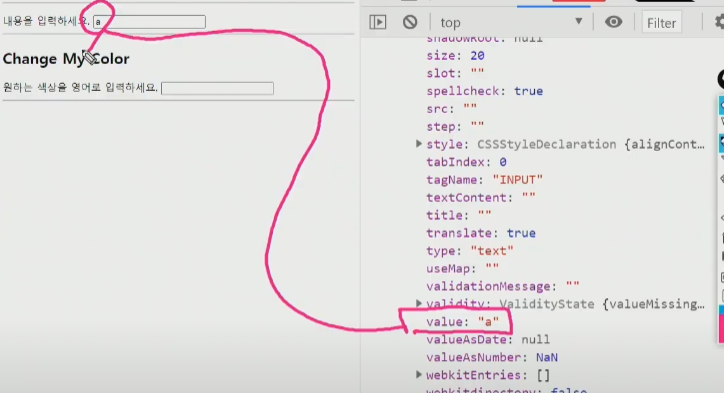 내용을 입력하세요. a
Change My Color
원하는 색상을 영어로 입력하세요.
top
Filter
shadowRoot: null
size: 20
slot: ""
spellcheck: true
src: ""
step: ""
style: CSSStyleDeclaration {alignCont…
tabIndex: 0
tagName: "INPUT"
textContent: ""
title: ""
translate: true
type: "text"
useMap: ""
validationMessage: ""
validity: ValidityState {valueMissing…
value: "a"
valueAsDate: null
valueAsNumber: NaN
webkitEntries: []
webkitdirectory: false